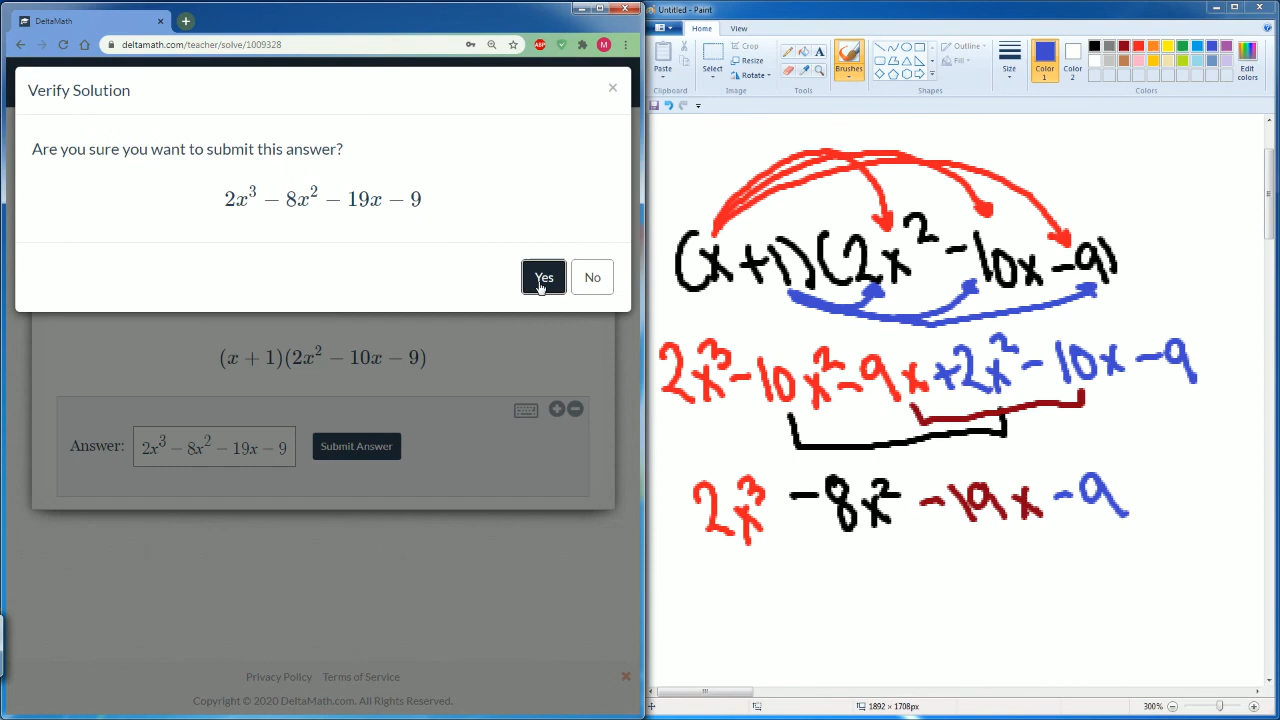 DeltaMath
deltamath.com/teacher/solve/1009328
ABP
M
Verify Solution
Are you sure you want to submit this answer?
2x³ − 8x² − 19x − 9
Yes No
(x + 1)(2x² − 10x − 9)
Answer: 2x³ − 8x² − 19x − 9 Submit Answer
Privacy Policy Terms of Service
Copyright © 2020 DeltaMath.com. All Rights Reserved.
Untitled - Paint
Home View
Paste
Select
Crop
Resize
Rotate
A
Brushes
Outline
Fill
Size
Color 1
Color 2
Edit colors
Clipboard Image Tools Shapes Colors
(x+1)(2x²-10x-9)
2x³-10x²-9x+2x²-10x-9
2x³ -8x² -19x -9
1892 × 1708px
300%